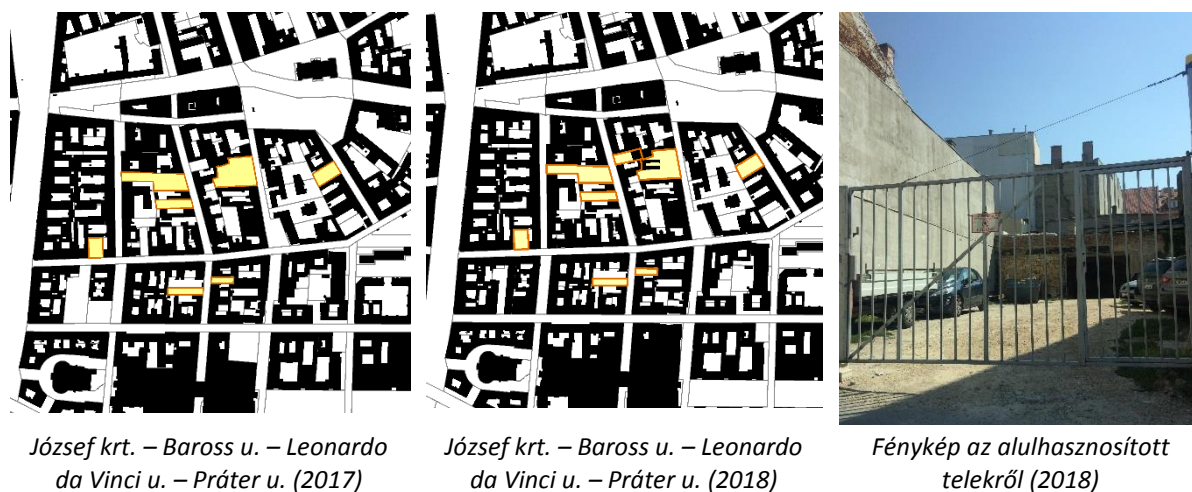 József krt. – Baross u. – Leonardo
da Vinci u. – Práter u. (2017)
József krt. – Baross u. – Leonardo
da Vinci u. – Práter u. (2018)
Fénykép az alulhasznosított
telekről (2018)